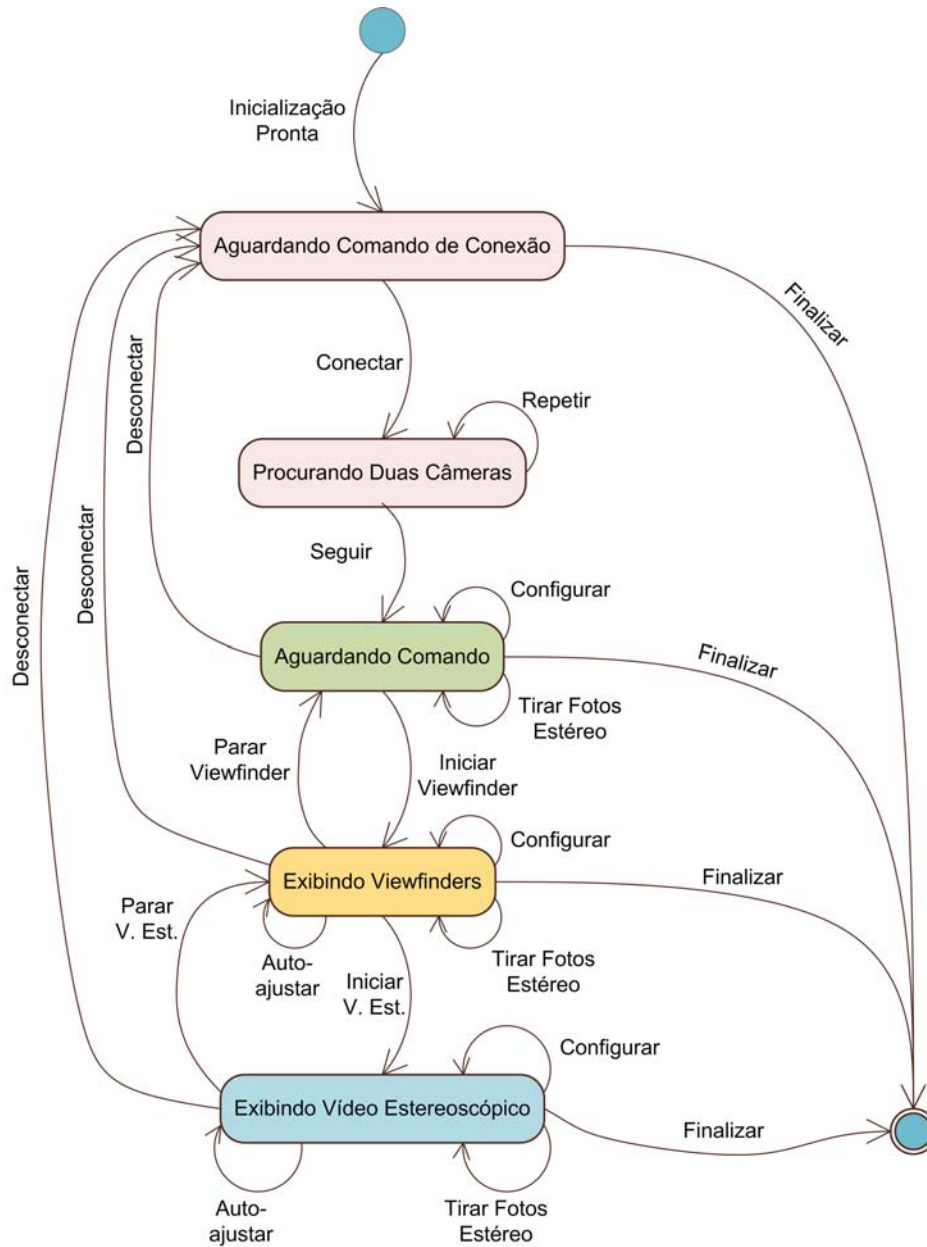 Inicialização
Pronta
Aguardando Comando de Conexão
Finalizar
Desconectar
Conectar
Desconectar
Desconectar
Repetir
Procurando Duas Câmeras
Seguir
Configurar
Aguardando Comando
Finalizar
Tirar Fotos
Estéreo
Parar
Viewfinder
Iniciar
Viewfinder
Configurar
Exibindo Viewfinders
Finalizar
Parar
V. Est.
Auto-
ajustar
Iniciar
V. Est.
Tirar Fotos
Estéreo
Configurar
Exibindo Vídeo Estereoscópico
Finalizar
Auto-
ajustar
Tirar Fotos
Estéreo